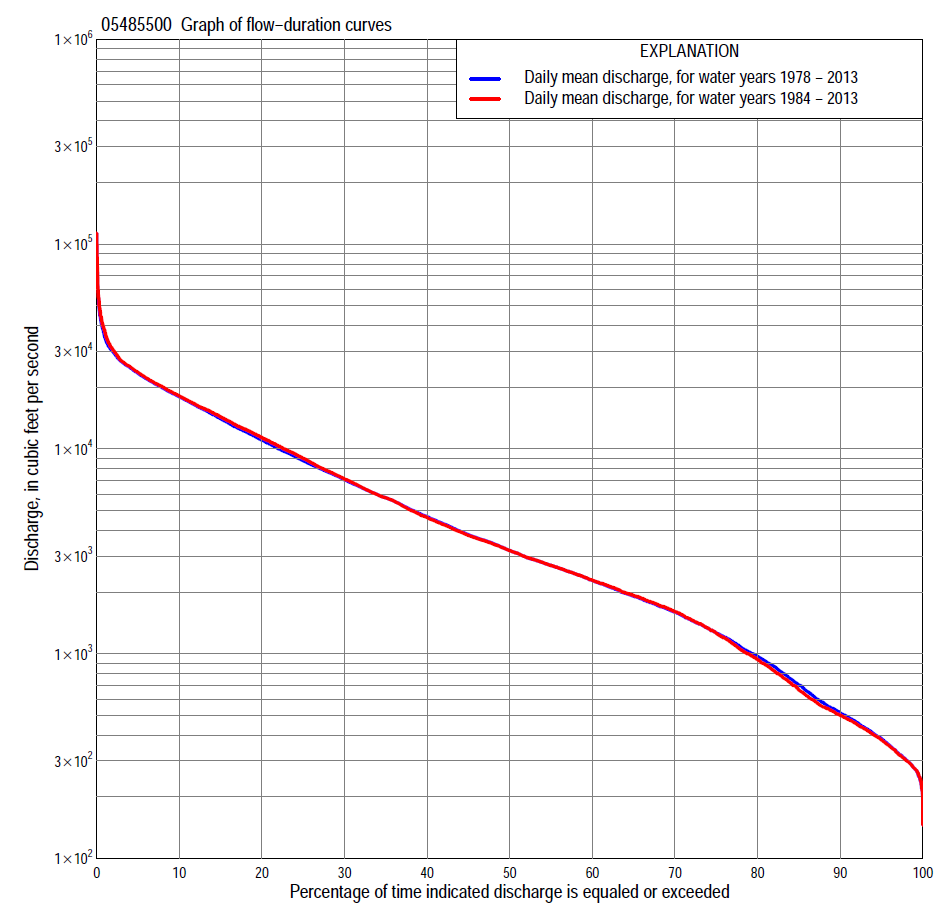 05485500 Graph of flow−duration curves
EXPLANATION
Daily mean discharge, for water years 1978 − 2013
Daily mean discharge, for water years 1984 − 2013
1×10⁶
3×10⁵
1×10⁵
3×10⁴
1×10⁴
3×10³
1×10³
3×10²
1×10²
Discharge, in cubic feet per second
0 10 20 30 40 50 60 70 80 90 100
Percentage of time indicated discharge is equaled or exceeded